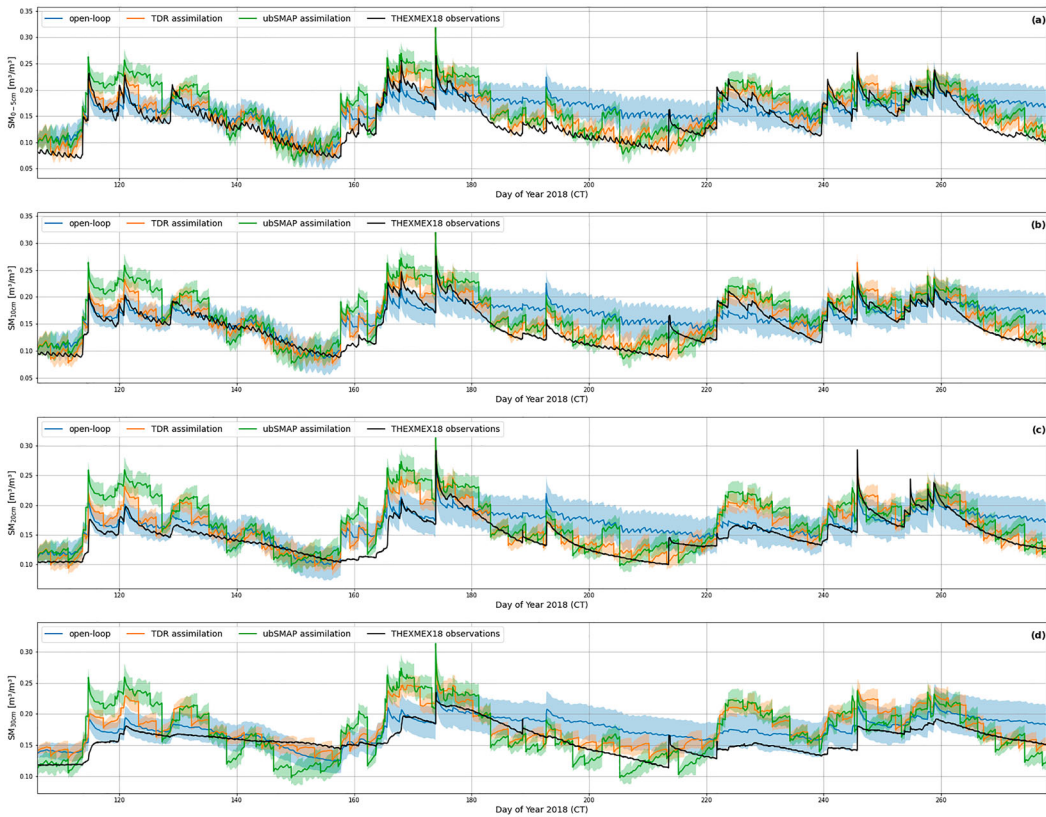 open-loop TDR assimilation ubSMAP assimilation THEXMEX18 observations (a)
0.35
0.30
0.25
0.20
0.15
0.10
0.05
SM0−5cm [m³/m³]
120 140 160 180 200 220 240 260
Day of Year 2018 (CT)
open-loop TDR assimilation ubSMAP assimilation THEXMEX18 observations (b)
0.35
0.30
0.25
0.20
0.15
0.10
0.05
SM10cm [m³/m³]
120 140 160 180 200 220 240 260
Day of Year 2018 (CT)
open-loop TDR assimilation ubSMAP assimilation THEXMEX18 observations (c)
0.30
0.25
0.20
0.15
0.10
SM20cm [m³/m³]
120 140 160 180 200 220 240 260
Day of Year 2018 (CT)
open-loop TDR assimilation ubSMAP assimilation THEXMEX18 observations (d)
0.30
0.25
0.20
0.15
0.10
SM30cm [m³/m³]
120 140 160 180 200 220 240 260
Day of Year 2018 (CT)